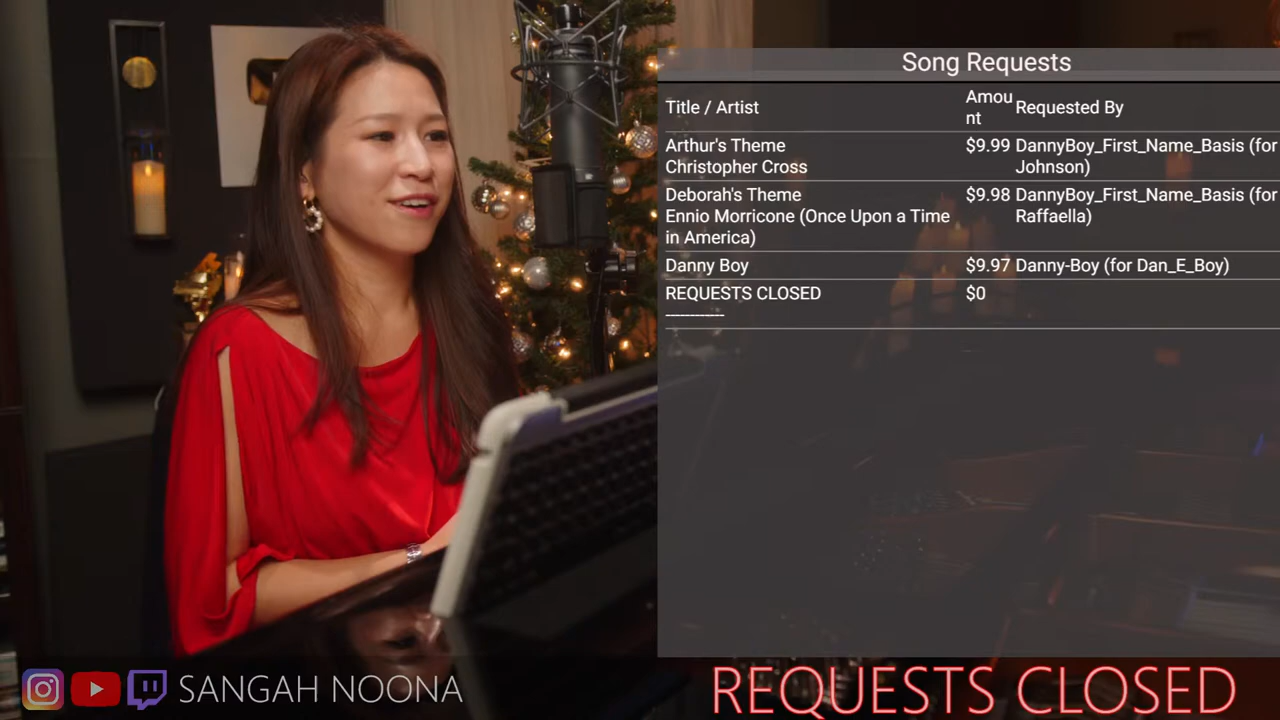 Song Requests
Title / Artist
Amou
nt
Requested By
Arthur's Theme
Christopher Cross
$9.99
DannyBoy_First_Name_Basis (for
Johnson)
Deborah's Theme
Ennio Morricone (Once Upon a Time
in America)
$9.98
DannyBoy_First_Name_Basis (for
Raffaella)
Danny Boy
$9.97
Danny-Boy (for Dan_E_Boy)
REQUESTS CLOSED
------------
$0
SANGAH NOONA
REQUESTS CLOSED